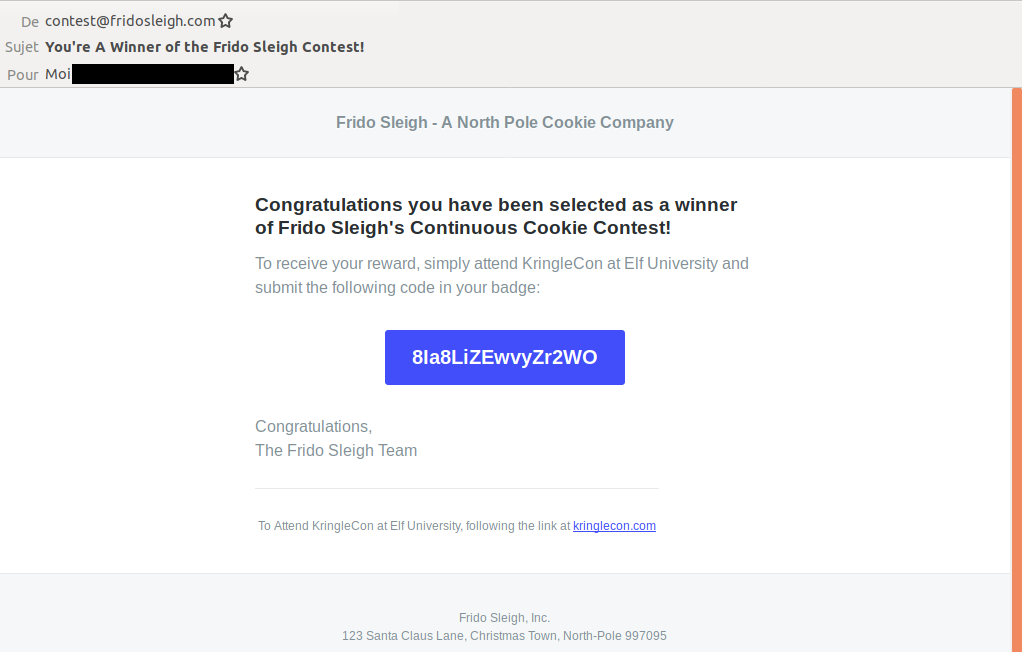 De contest@fridosleigh.com
Sujet You're A Winner of the Frido Sleigh Contest!
Pour Moi
Frido Sleigh - A North Pole Cookie Company
Congratulations you have been selected as a winner
of Frido Sleigh's Continuous Cookie Contest!
To receive your reward, simply attend KringleCon at Elf University and
submit the following code in your badge:
8Ia8LiZEwvyZr2WO
Congratulations,
The Frido Sleigh Team
To Attend KringleCon at Elf University, following the link at kringlecon.com
Frido Sleigh, Inc.
123 Santa Claus Lane, Christmas Town, North-Pole 997095